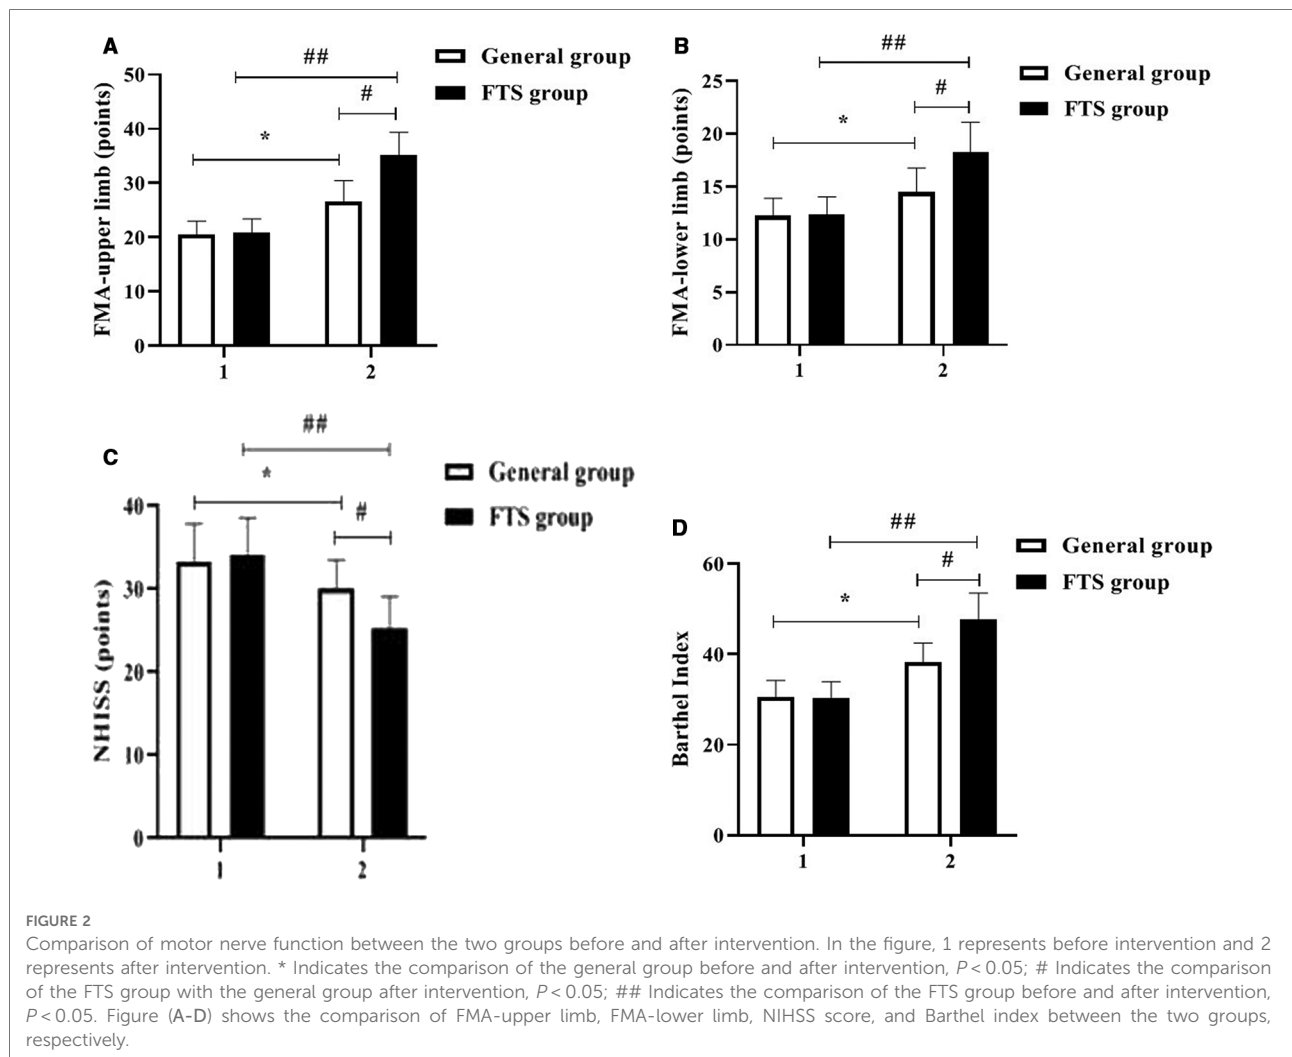 A
##
General group
FTS group
#
*
FMA-upper limb (points)
50
40
30
20
10
0
1
2
B
##
General group
FTS group
#
*
FMA-lower limb (points)
25
20
15
10
5
0
1
2
C
##
General group
FTS group
*
#
NHISS (points)
40
30
20
10
0
1
2
D
##
General group
FTS group
#
*
Barthel Index
60
40
20
0
1
2
FIGURE 2
Comparison of motor nerve function between the two groups before and after intervention. In the figure, 1 represents before intervention and 2
represents after intervention. * Indicates the comparison of the general group before and after intervention, P < 0.05; # Indicates the comparison
of the FTS group with the general group after intervention, P < 0.05; ## Indicates the comparison of the FTS group before and after intervention,
P < 0.05. Figure (A-D) shows the comparison of FMA-upper limb, FMA-lower limb, NIHSS score, and Barthel index between the two groups,
respectively.